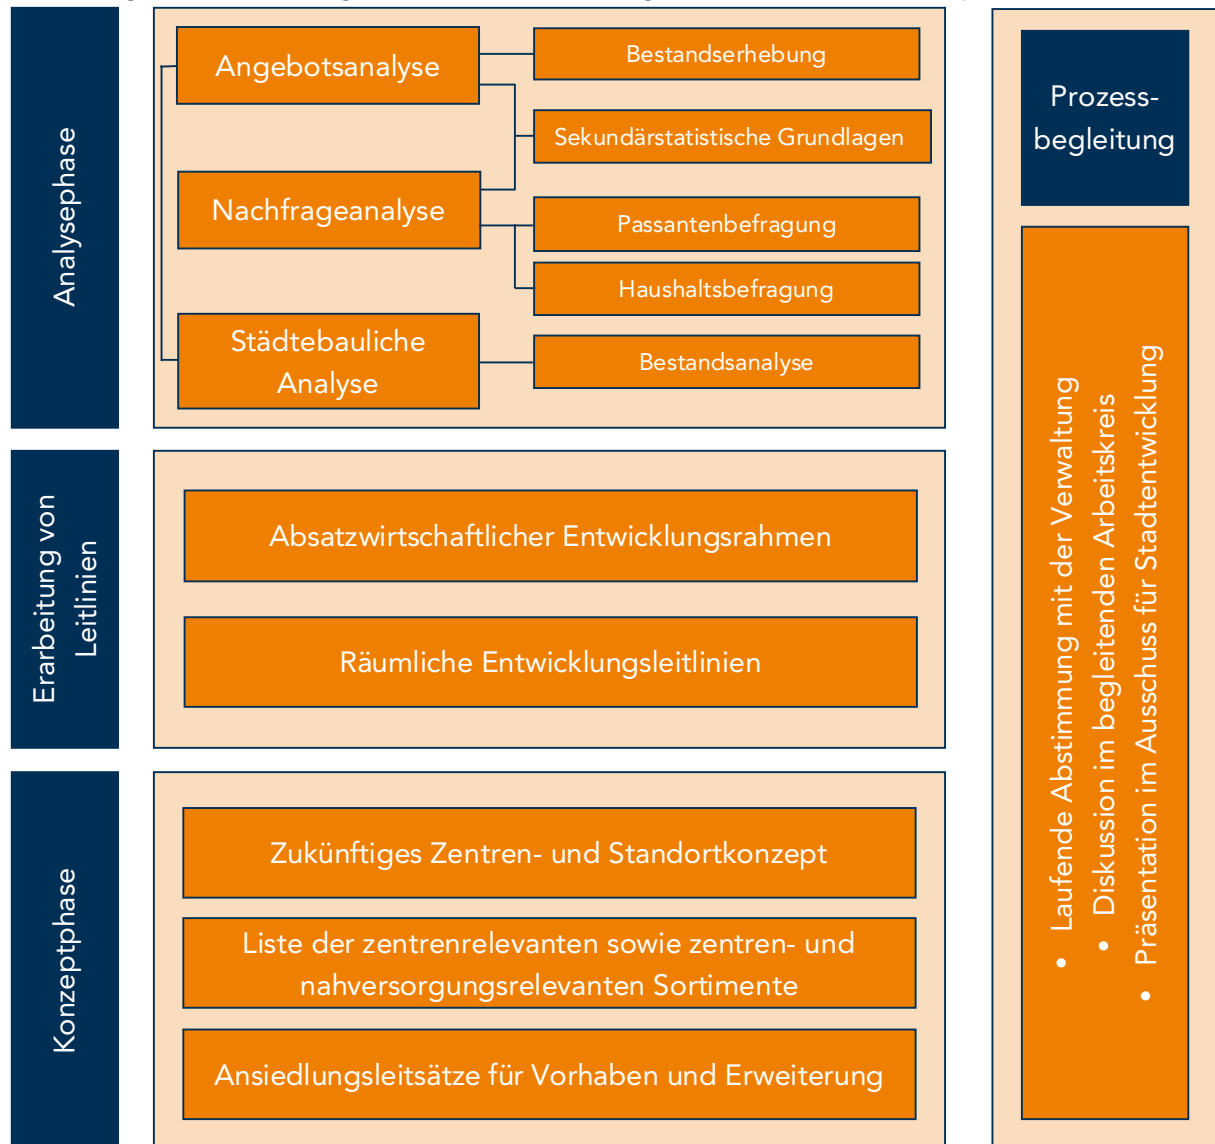 Analysephase
Angebotsanalyse
Bestandserhebung
Sekundärstatistische Grundlagen
Nachfrageanalyse
Passantenbefragung
Haushaltsbefragung
Städtebauliche
Analyse
Bestandsanalyse
Erarbeitung von
Leitlinien
Absatzwirtschaftlicher Entwicklungsrahmen
Räumliche Entwicklungsleitlinien
Konzeptphase
Zukünftiges Zentren- und Standortkonzept
Liste der zentrenrelevanten sowie zentren- und
nahversorgungsrelevanten Sortimente
Ansiedlungsleitsätze für Vorhaben und Erweiterung
Prozess-
begleitung
• Laufende Abstimmung mit der Verwaltung
• Diskussion im begleitenden Arbeitskreis
• Präsentation im Ausschuss für Stadtentwicklung